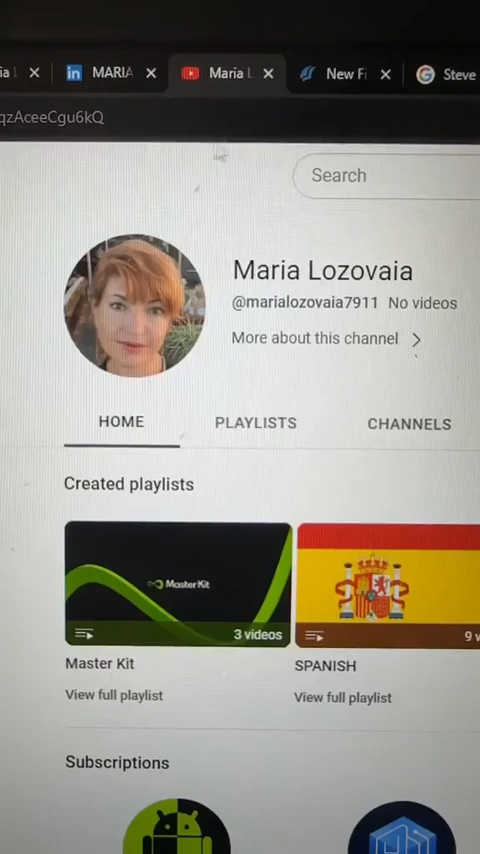 MARIA
Maria L
New Fi
Steve
qzAceeCgu6kQ
Search
Maria Lozovaia
@marialozovaia7911 No videos
More about this channel
HOME PLAYLISTS CHANNELS
Created playlists
Master Kit
3 videos
9 v
Master Kit
SPANISH
View full playlist
View full playlist
Subscriptions